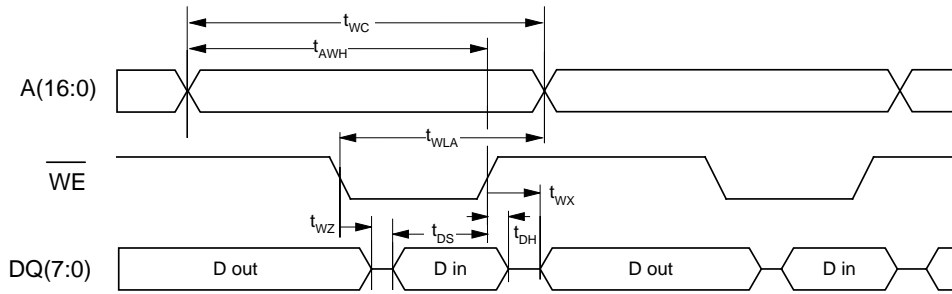 tWC
tAWH
A(16:0)
tWLA
WE
tWX
tWZ
tDS
tDH
DQ(7:0)
D out
D in
D out
D in